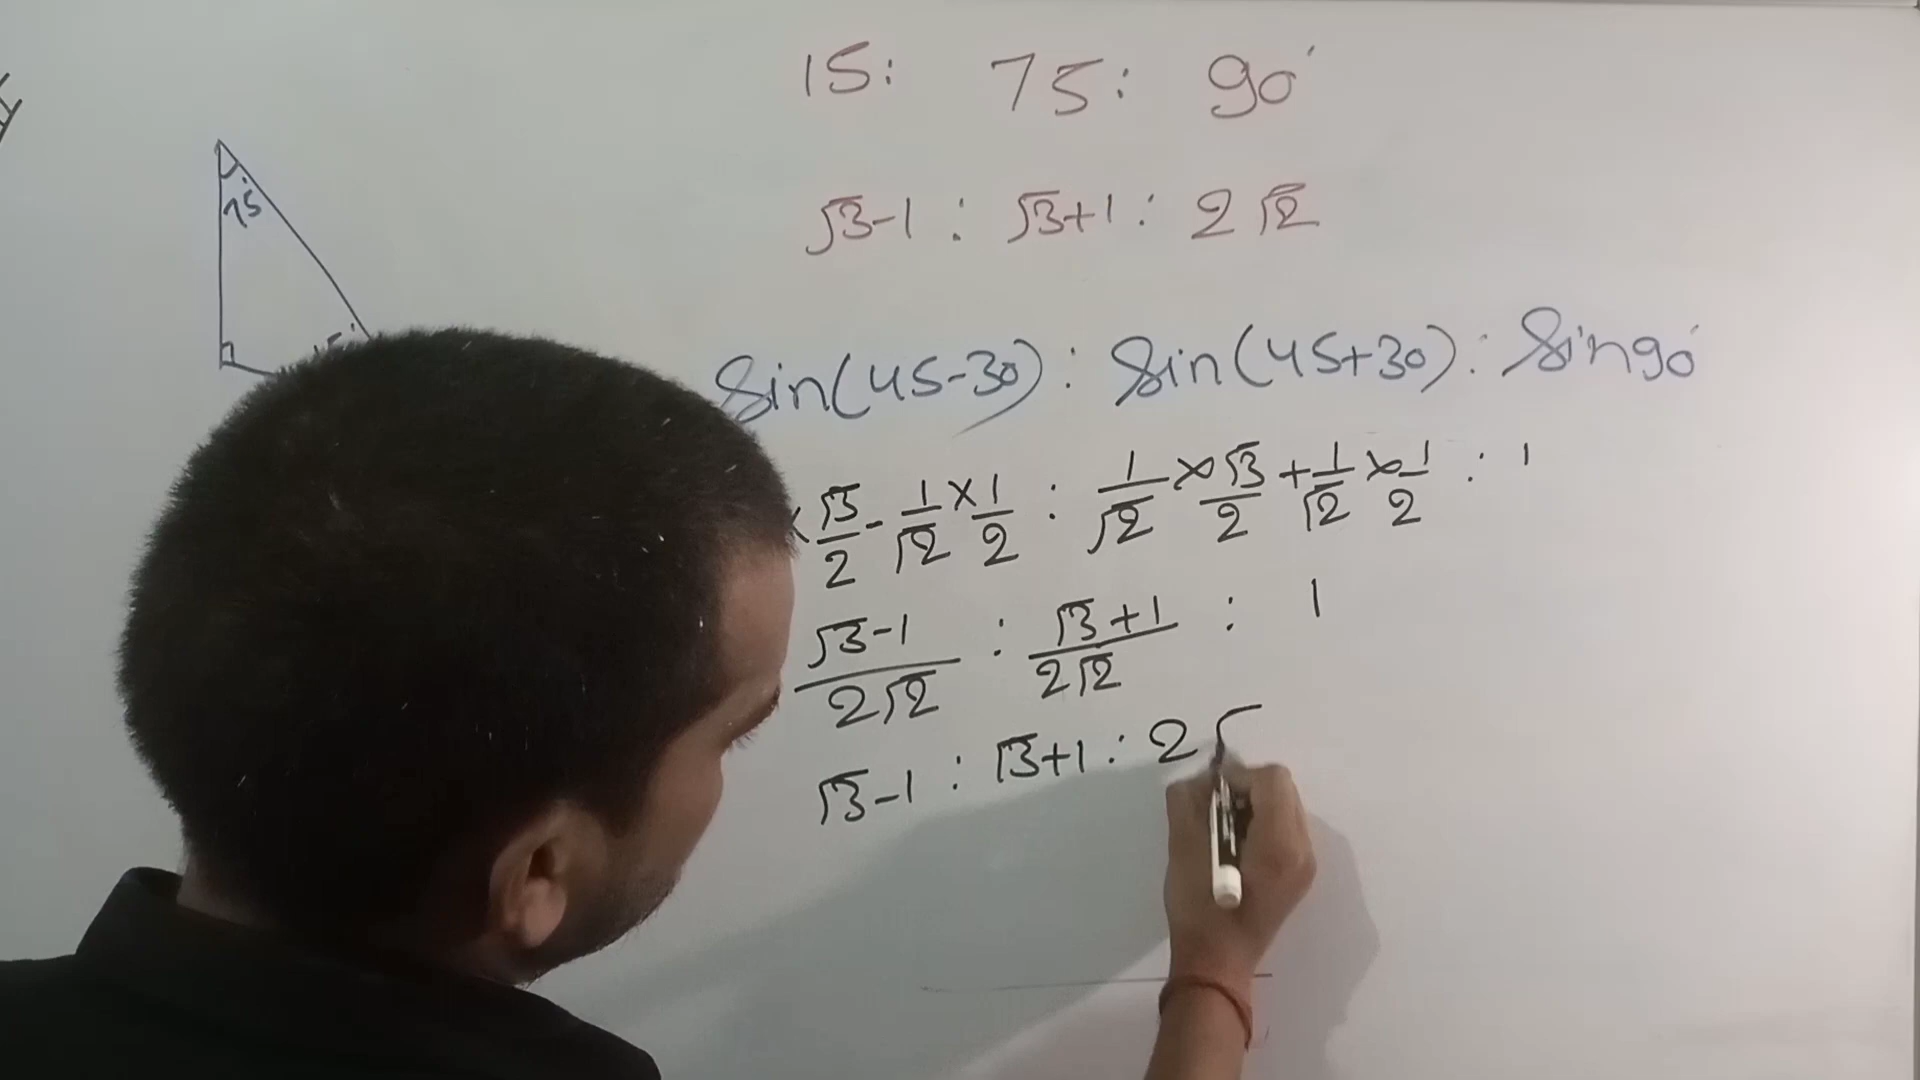 15: 75: 90°
√3-1 : √3+1 : 2√2
75
Sin(45-30) : Sin(45+30) : Sin90°
× √3/2 - 1/√2 × 1/2 : 1/√2 × √3/2 + 1/√2 × 1/2 : 1
√3-1/2√2 : √3+1/2√2 : 1
√3-1 : √3+1 : 2√